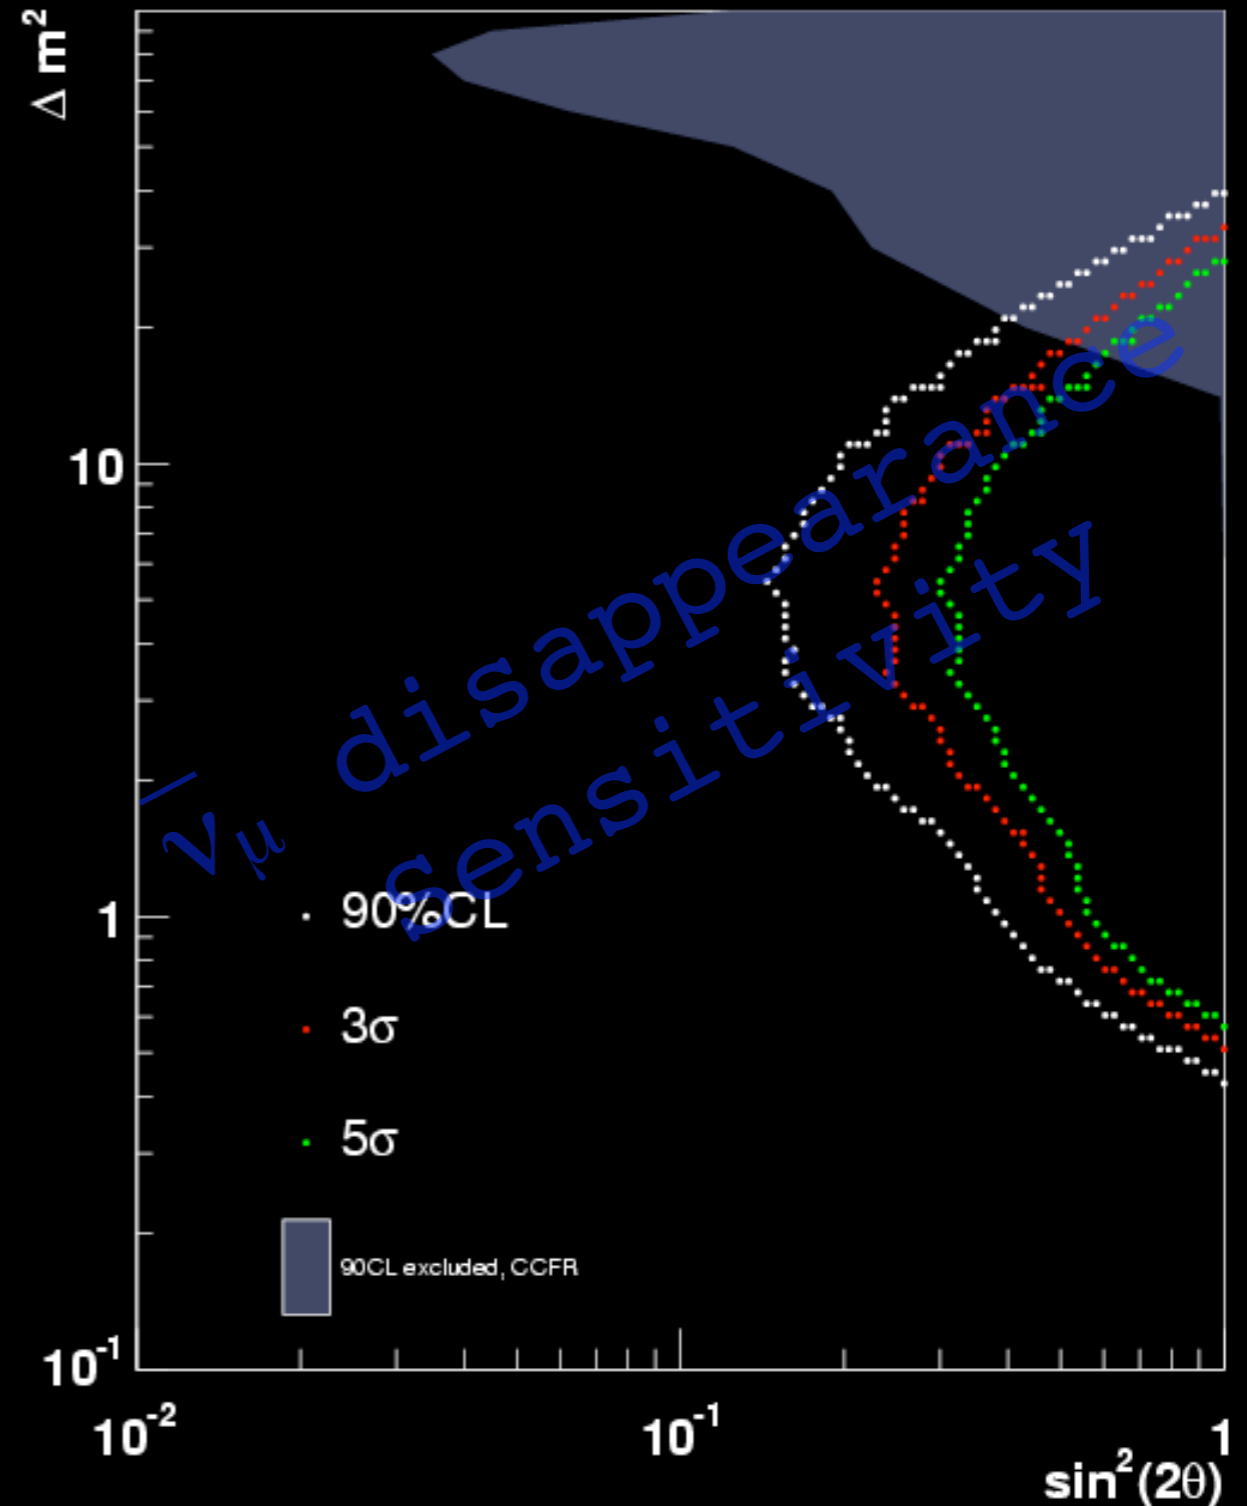 Δ m²
10
1
10⁻¹
ν̅μ disappearance
Sensitivity
90%CL
3σ
5σ
90CL excluded, CCFR
10⁻²
10⁻¹
1
sin²(2θ)